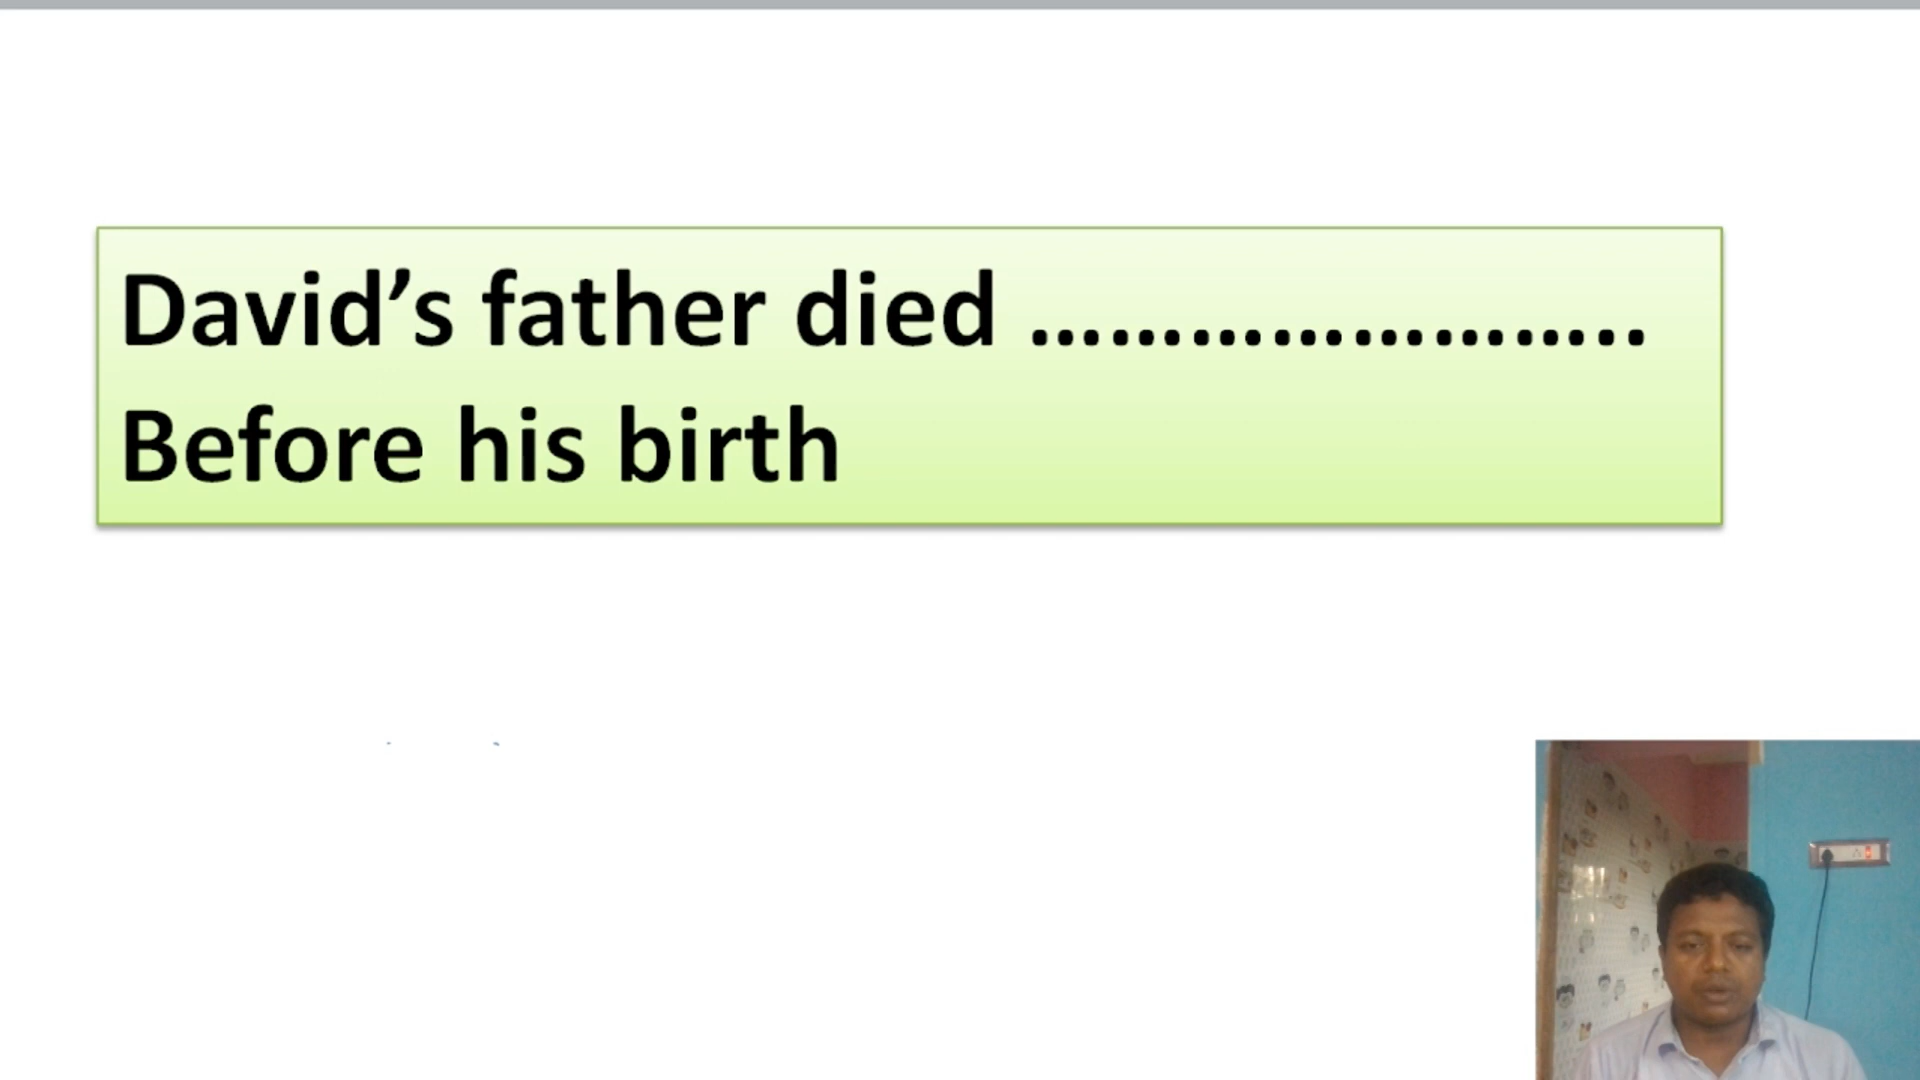 David’s father died ……………………..
Before his birth